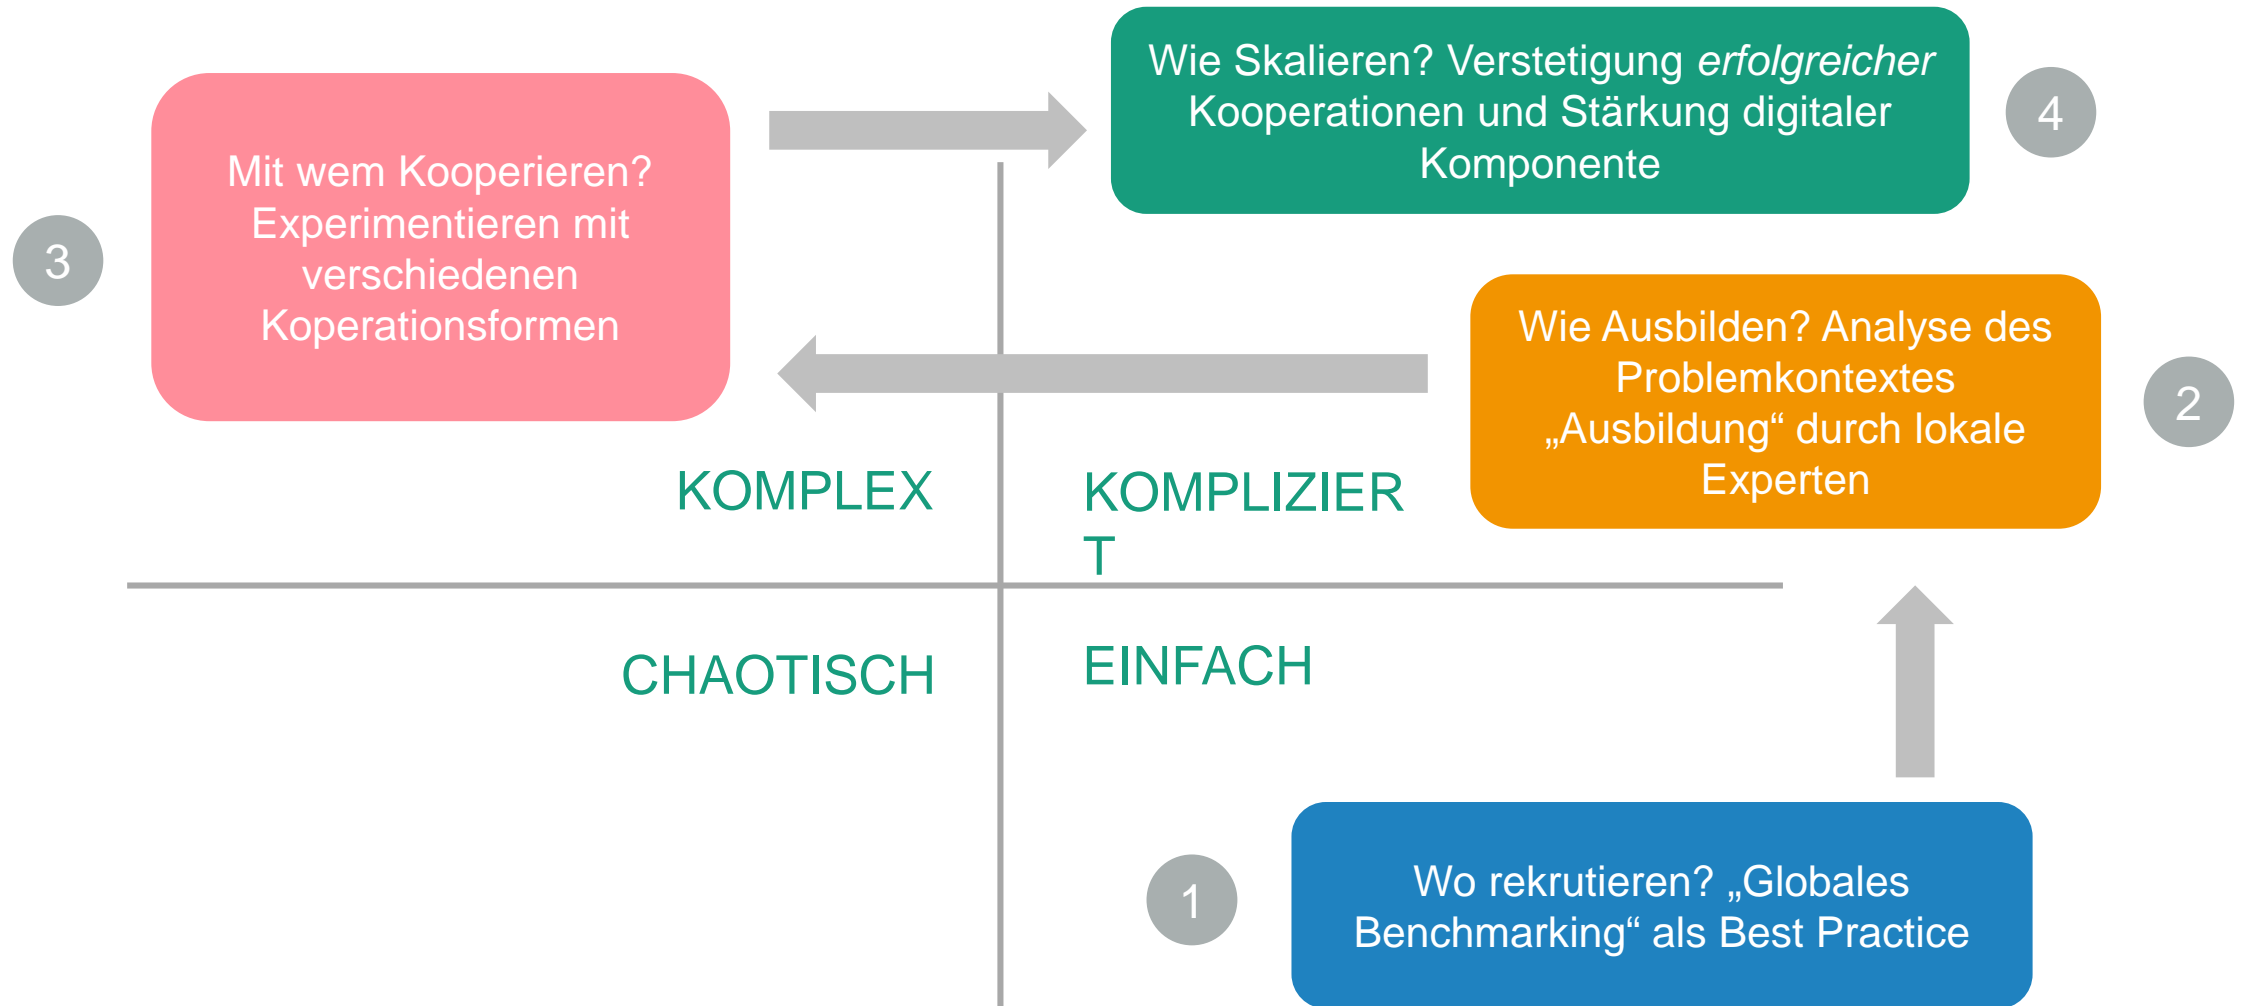 Wie Skalieren? Verstetigung erfolgreicher
Kooperationen und Stärkung digitaler
Komponente
4
Mit wem Kooperieren?
Experimentieren mit
verschiedenen
Koperationsformen
3
Wie Ausbilden? Analyse des
Problemkontextes
„Ausbildung“ durch lokale
Experten
2
KOMPLEX
KOMPLIZIER
T
CHAOTISCH
EINFACH
1
Wo rekrutieren? „Globales
Benchmarking“ als Best Practice